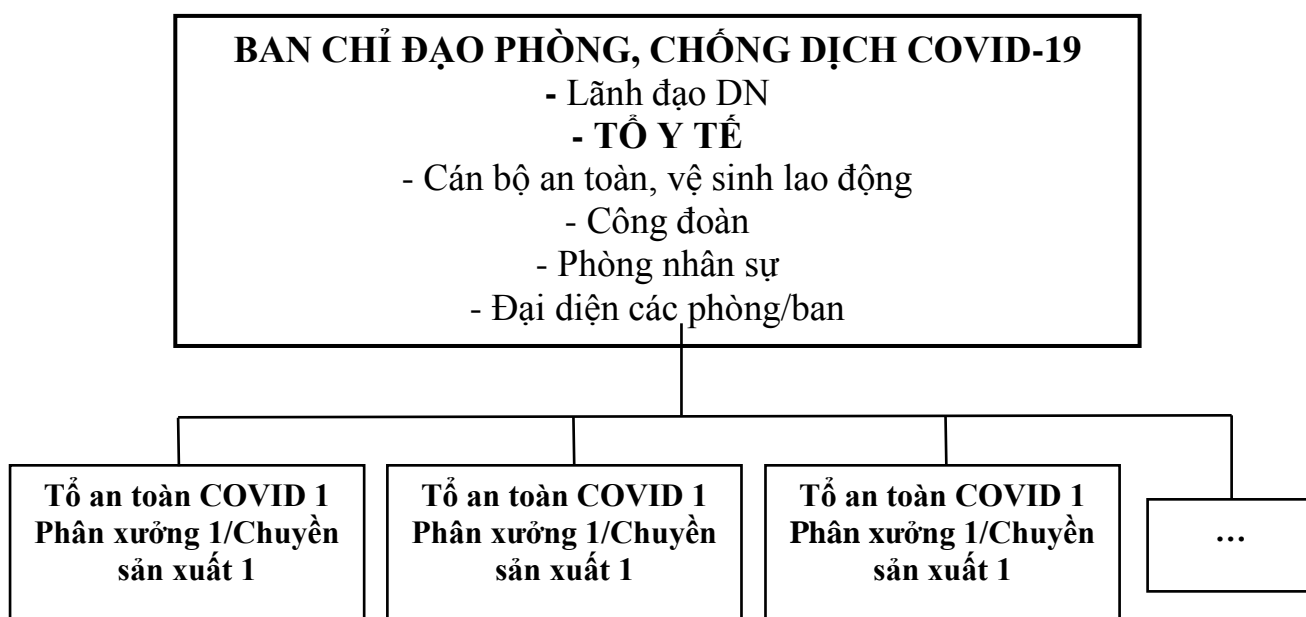 BAN CHỈ ĐẠO PHÒNG, CHỐNG DỊCH COVID-19
- Lãnh đạo DN
- TỔ Y TẾ
- Cán bộ an toàn, vệ sinh lao động
- Công đoàn
- Phòng nhân sự
- Đại diện các phòng/ban
Tổ an toàn COVID 1
Phân xưởng 1/Chuyền
sản xuất 1
Tổ an toàn COVID 1
Phân xưởng 1/Chuyền
sản xuất 1
Tổ an toàn COVID 1
Phân xưởng 1/Chuyền
sản xuất 1
...